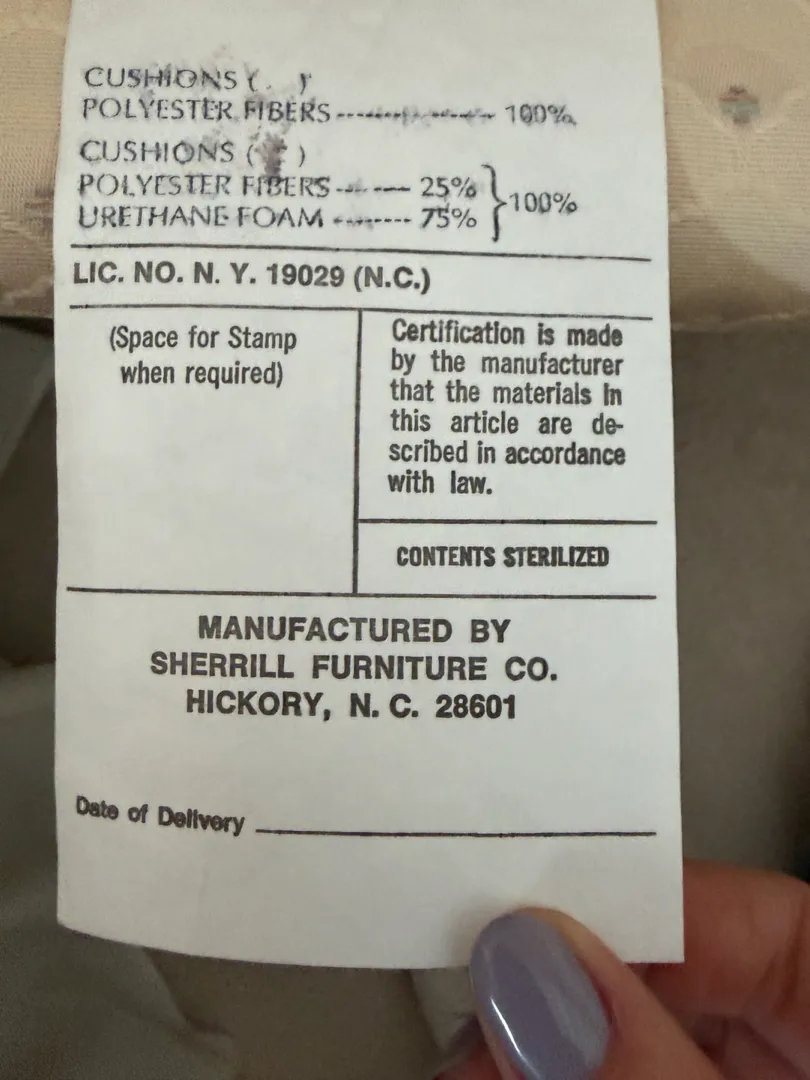 CUSHIONS ( )
POLYESTER FIBERS ---------------- 100%
CUSHIONS ( )
POLYESTER FIBERS ------- 25%
URETHANE FOAM --------- 75%
} 100%
LIC. NO. N. Y. 19029 (N.C.)
(Space for Stamp
when required)
Certification is made
by the manufacturer
that the materials in
this article are de-
scribed in accordance
with law.
CONTENTS STERILIZED
MANUFACTURED BY
SHERRILL FURNITURE CO.
HICKORY, N. C. 28601
Date of Delivery ____________________